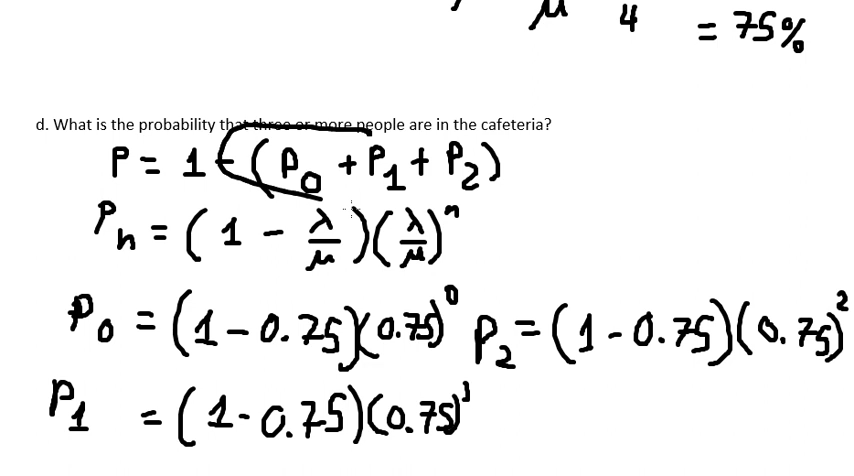 μ 4 = 75%
d. What is the probability that three or more people are in the cafeteria?
P = 1 - (P₀ + P₁ + P₂)
Pₙ = (1 - λ/μ)(λ/μ)ⁿ
P₀ = (1 - 0.75)(0.75)⁰ P₂ = (1 - 0.75)(0.75)²
P₁ = (1 - 0.75)(0.75)¹